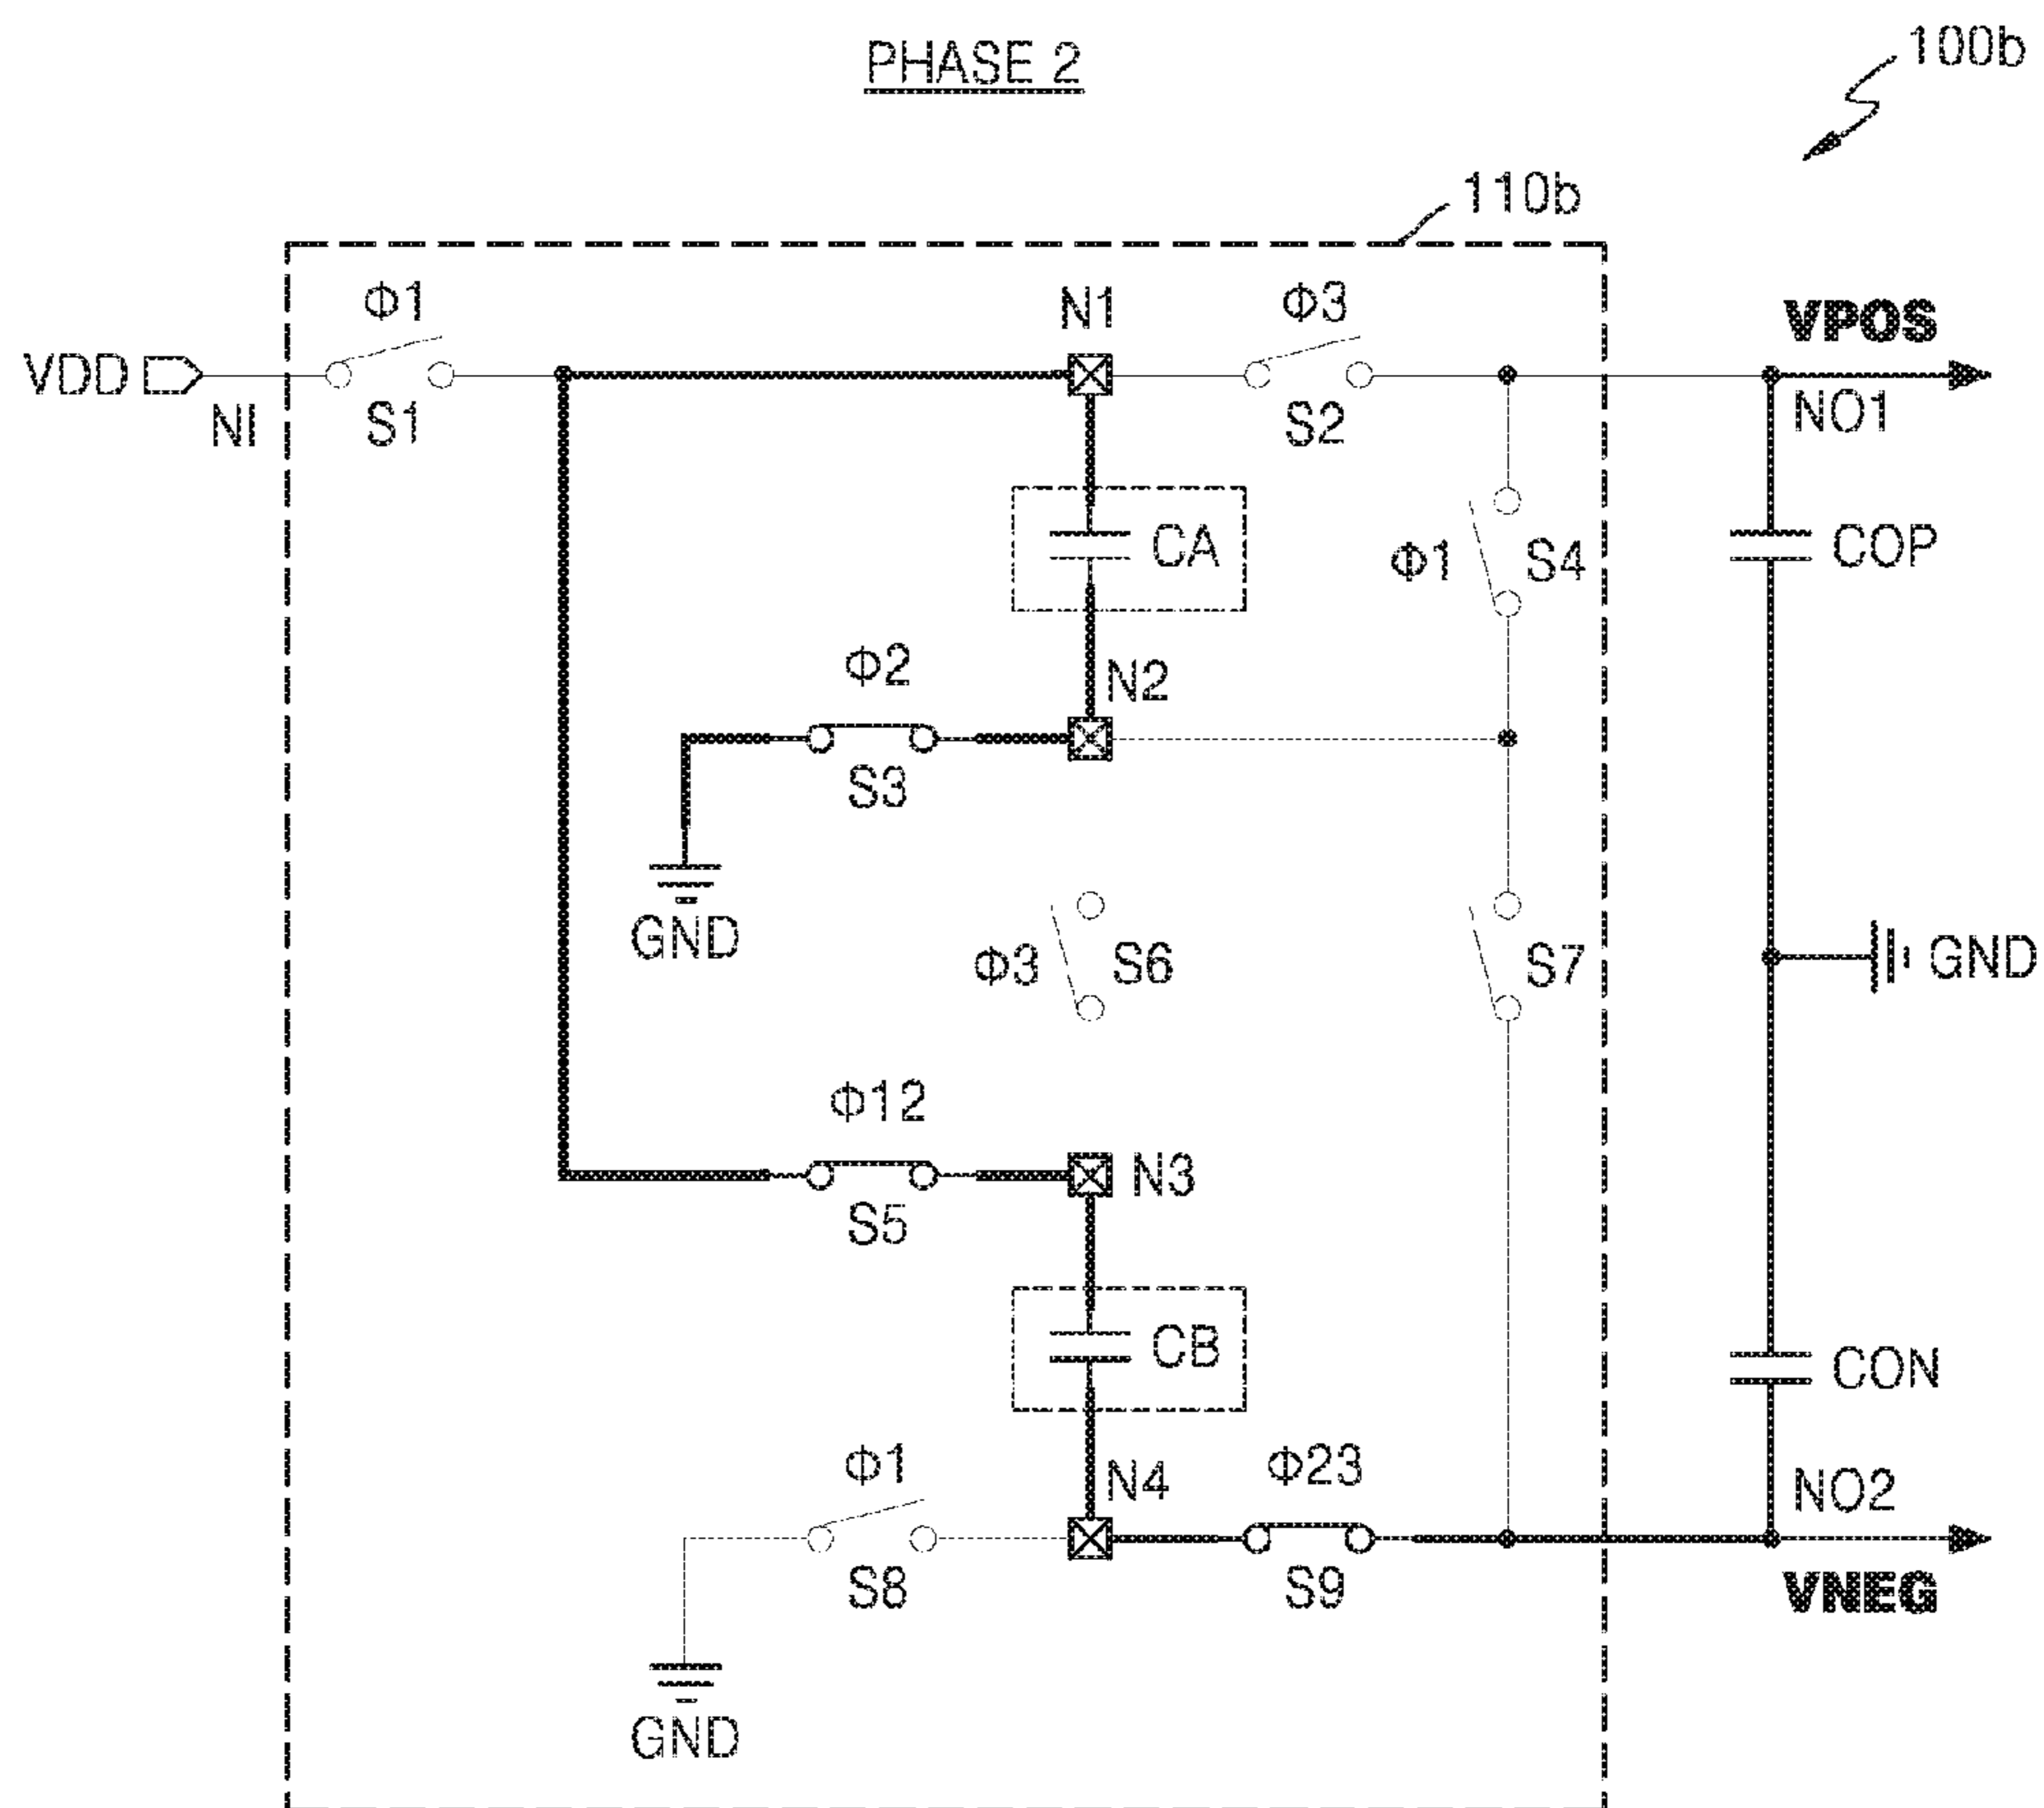 PHASE 2
100b
110b
Φ1
N1
Φ3
VPOS
VDD
NI
S1
S2
NO1
CA
Φ1
S4
COP
Φ2
N2
S3
GND
Φ3
S6
S7
GND
Φ12
N3
S5
CB
CON
Φ1
N4
Φ23
NO2
S8
S9
VNEG
GND